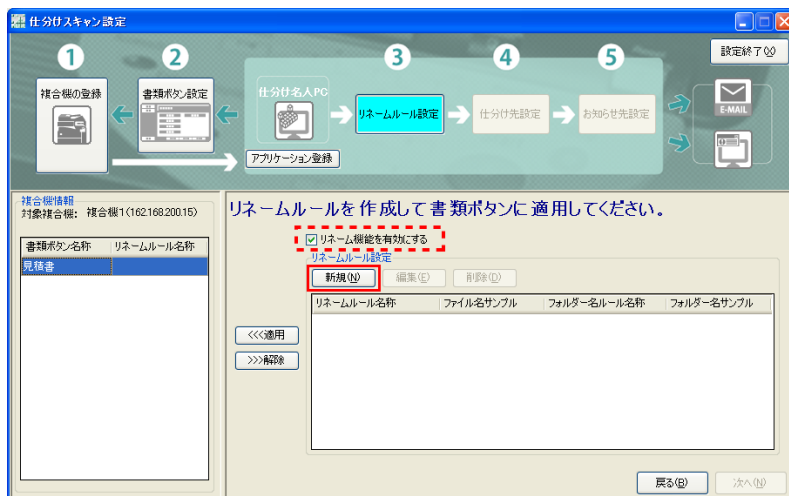 仕分けスキャン設定
設定終了(X)
1 2 3 4 5
複合機の登録
書類ボタン設定
仕分け名人PC
リネームルール設定
仕分け先設定
お知らせ先設定
E-MAIL
アプリケーション登録
複合機情報
対象複合機: 複合機1(162.168.200.15)
書類ボタン名称 リネームルール名称
見積書
リネームルールを作成して書類ボタンに適用してください。
リネーム機能を有効にする
リネームルール設定
新規(N) 編集(E) 削除(D)
リネームルール名称 ファイル名サンプル フォルダー名ルール名称 フォルダー名サンプル
<<<適用
>>>解除
戻る(B) 次へ(N)